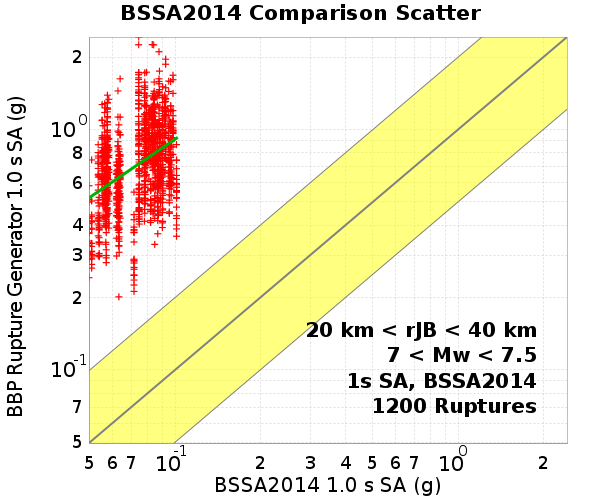 BSSA2014 Comparison Scatter
BBP Rupture Generator 1.0 s SA (g)
2
10^0
8
6
4
3
2
10^-1
7
5
20 km < rJB < 40 km
7 < Mw < 7.5
1s SA, BSSA2014
1200 Ruptures
5 6 7 10^-1 2 3 4 5 6 7 10^0 2
BSSA2014 1.0 s SA (g)